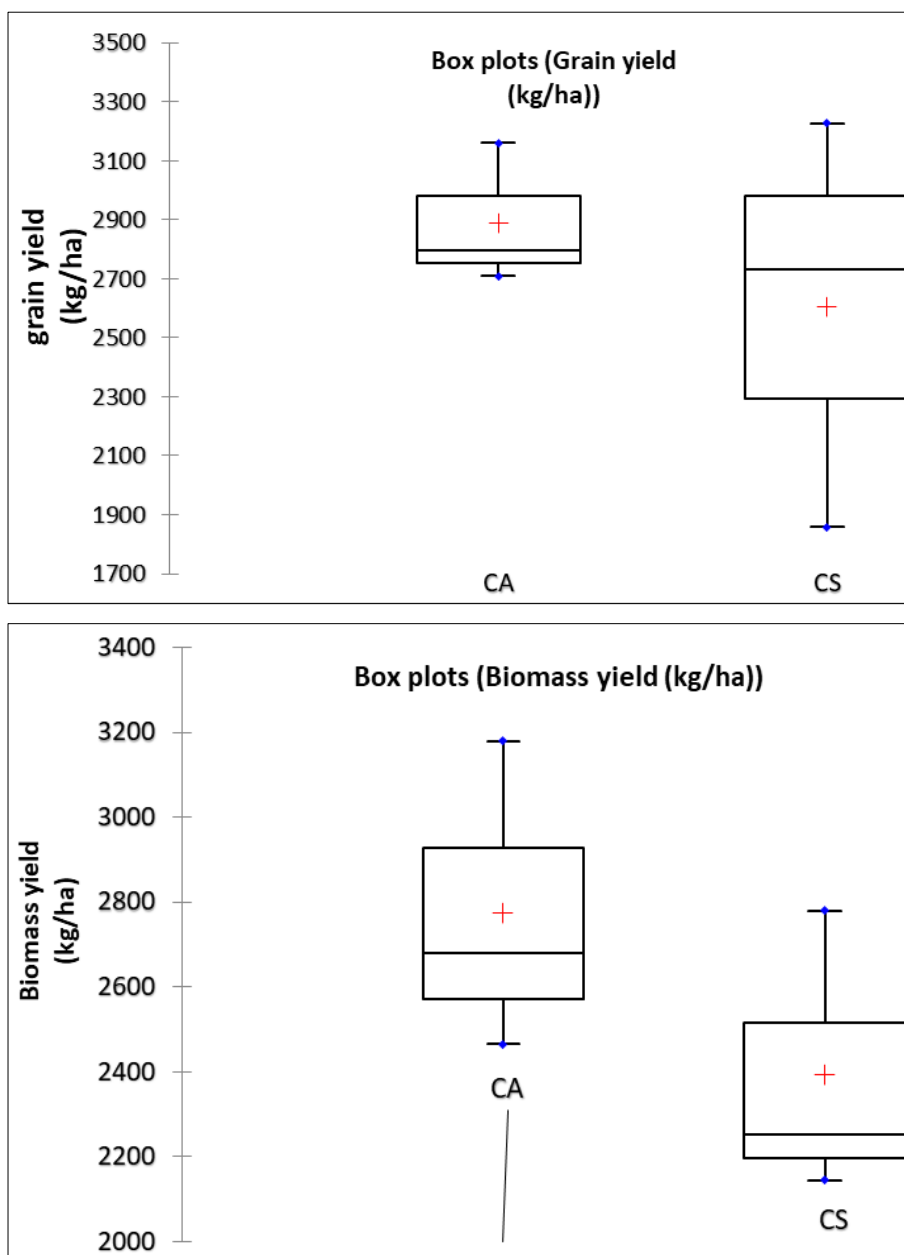 Box plots (Grain yield
(kg/ha))
grain yield
(kg/ha)
3500
3300
3100
2900
2700
2500
2300
2100
1900
1700
CA
CS
Box plots (Biomass yield (kg/ha))
Biomass yield
(kg/ha)
3400
3200
3000
2800
2600
2400
2200
2000
CA
CS